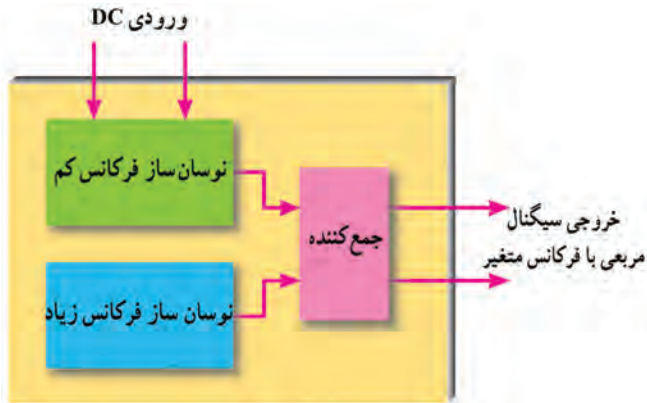 ورودی DC
نوسان‌ساز فرکانس کم
جمع‌کننده
خروجی سیگنال
مربعی با فرکانس متغیر
نوسان ساز فرکانس زیاد